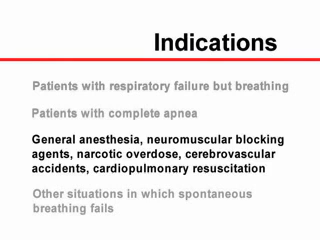 Indications
Patients with respiratory failure but breathing
Patients with complete apnea
General anesthesia, neuromuscular blocking
agents, narcotic overdose, cerebrovascular
accidents, cardiopulmonary resuscitation
Other situations in which spontaneous
breathing fails